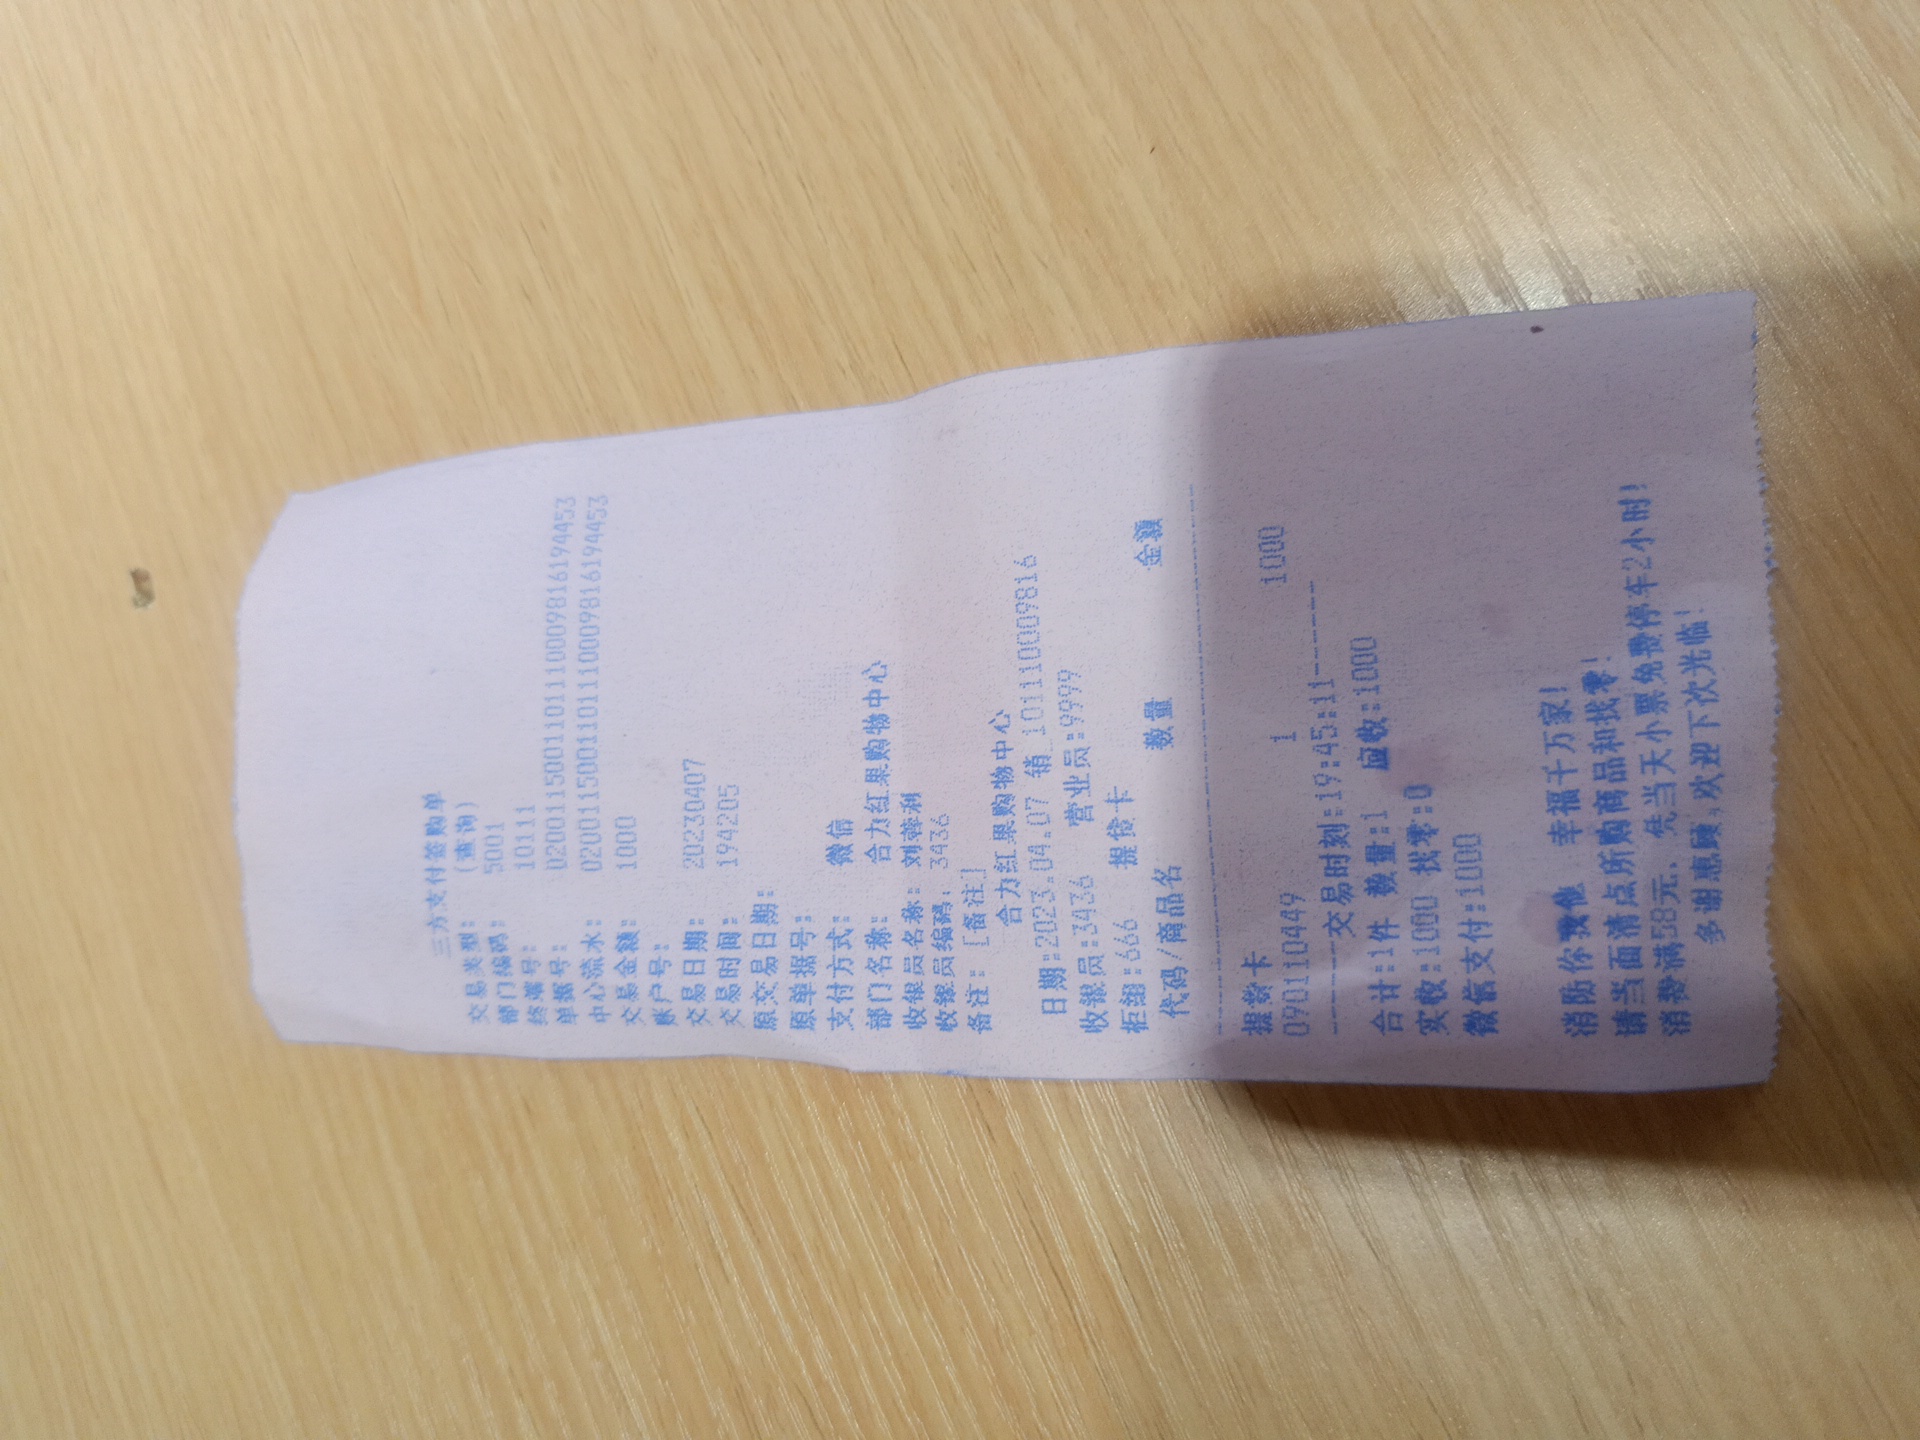 三方支付签购单
交易类型： (查询)
部门编码： 5001
终端号： 10111
单据号： 0200115001101110009816194453
中心流水： 0200115001101110009816194453
交易金额： 1000
账户号：
交易日期： 20230407
交易时间： 194205
原交易日期：
原单据号：
支付方式： 微信
部门名称： 合力红果购物中心
收银员名称： 刘蓉利
收银员编码： 3436
备注： [备注]
合力红果购物中心
日期:2023.04.07 销 101110009816
收银员:3436 营业员:9999
柜组:666 提货卡
代码/商品名 数量 金额
提货卡
090110449 1 1000
交易时刻:19:45:11
合计:1件 数量:1 应收:1000
实收:1000 找零:0
微信支付:1000
消防你我他 幸福千万家!
请当面清点所购商品和找零!
消费满58元，凭当天小票免费停车2小时!
多谢惠顾,欢迎下次光临!